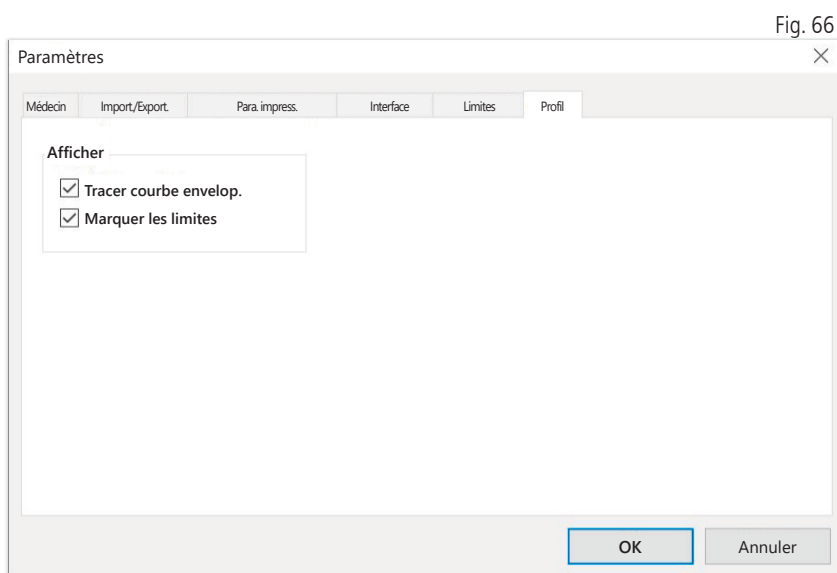 Fig. 66
Paramètres
Médecin Import./Export. Para. impress. Interface Limites Profil
Afficher
Tracer courbe envelop.
Marquer les limites
OK Annuler